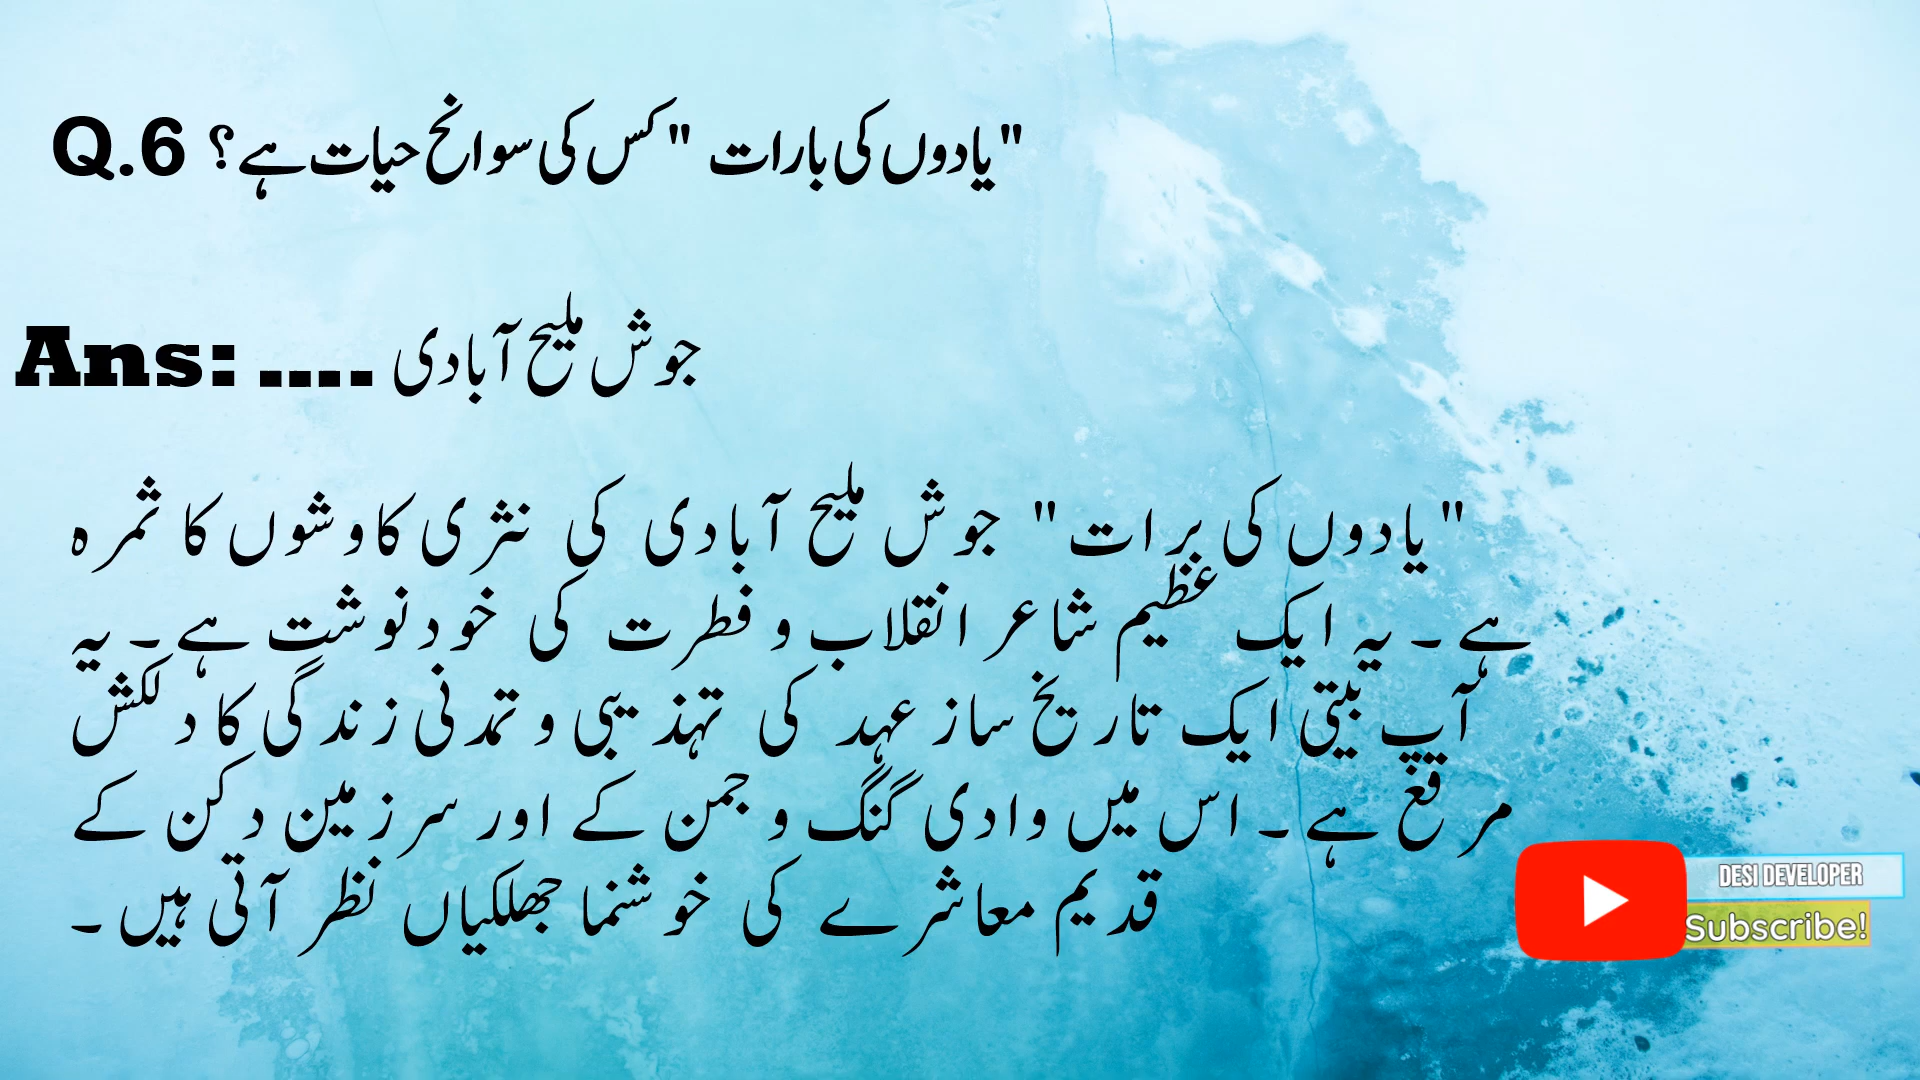 Q.6 "یادوں کی بارات " کس کی سوانح حیات ہے؟
Ans: .... جوش ملیح آبادی
"یادوں کی برات" جوش ملیح آبادی کی نثری کاوشوں کا ثمرہ
ہے۔ یہ ایک عظیم شاعر انقلاب و فطرت کی خودنوشت ہے۔ یہ
آپ بیتی ایک تاریخ ساز عہد کی تہذیبی و تمدنی زندگی کا دلکش
مرقع ہے۔ اس میں وادی گنگ و جمن کے اور سرزمین دکن کے
قدیم معاشرے کی خوشنما جھلکیاں نظر آتی ہیں۔
DESI DEVELOPER
Subscribe!